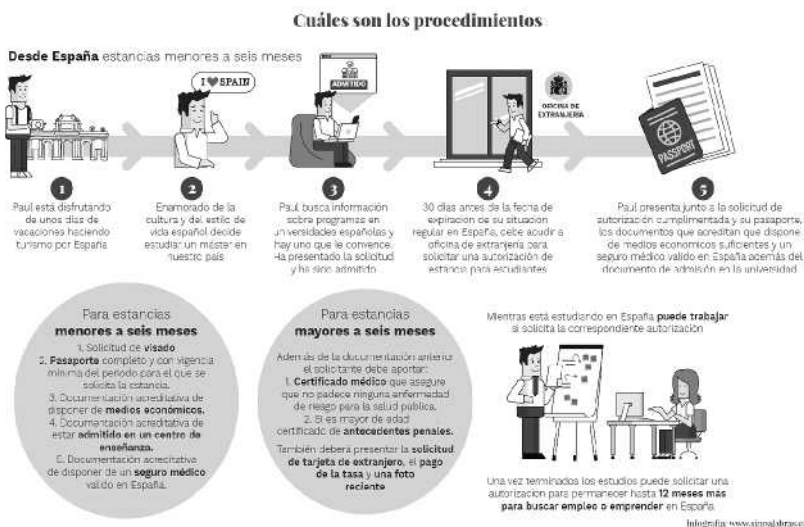 Cuáles son los procedimientos
Desde España estancias menores a seis meses
I ♥ SPAIN
ADMITIDO
OFICINA DE
EXTRANJERÍA
PASSPORT
1
Paul está disfrutando
de unos días de
vacaciones haciendo
turismo por España
2
Enamorado de la
cultura y del estilo de
vida español decide
estudiar un máster en
nuestro país
3
Paul busca información
sobre programas en
universidades españolas y
hay uno que le convence.
Ha presentado la solicitud
y ha sido admitido
4
30 días antes de la fecha de
expiración de su situación
regular en España, debe acudir a
oficina de extranjería para
solicitar una autorización de
estancia para estudiantes
5
Paul presenta junto a la solicitud de
autorización cumplimentada y su pasaporte,
los documentos que acreditan que dispone
de medios económicos suficientes y un
seguro médico valido en España además del
documento de admisión en la universidad
Para estancias
menores a seis meses
1. Solicitud de visado
2. Pasaporte completo y con vigencia
mínima del periodo para el que se
solicita la estancia.
3. Documentación acreditativa de
disponer de medios económicos.
4. Documentación acreditativa de
estar admitido en un centro de
enseñanza.
5. Documentación acreditativa
de disponer de un seguro médico
valido en España.
Para estancias
mayores a seis meses
Además de la documentación anterior
el solicitante debe aportar:
1. Certificado médico que asegure
que no padece ninguna enfermedad
de riesgo para la salud pública.
2. Si es mayor de edad
certificado de antecedentes penales.
También deberá presentar la solicitud
de tarjeta de extranjero, el pago
de la tasa y una foto
reciente
Mientras está estudiando en España puede trabajar
si solicita la correspondiente autorización
Una vez terminados los estudios puede solicitar una
autorización para permanecer hasta 12 meses más
para buscar empleo o emprender en España
Infografía: